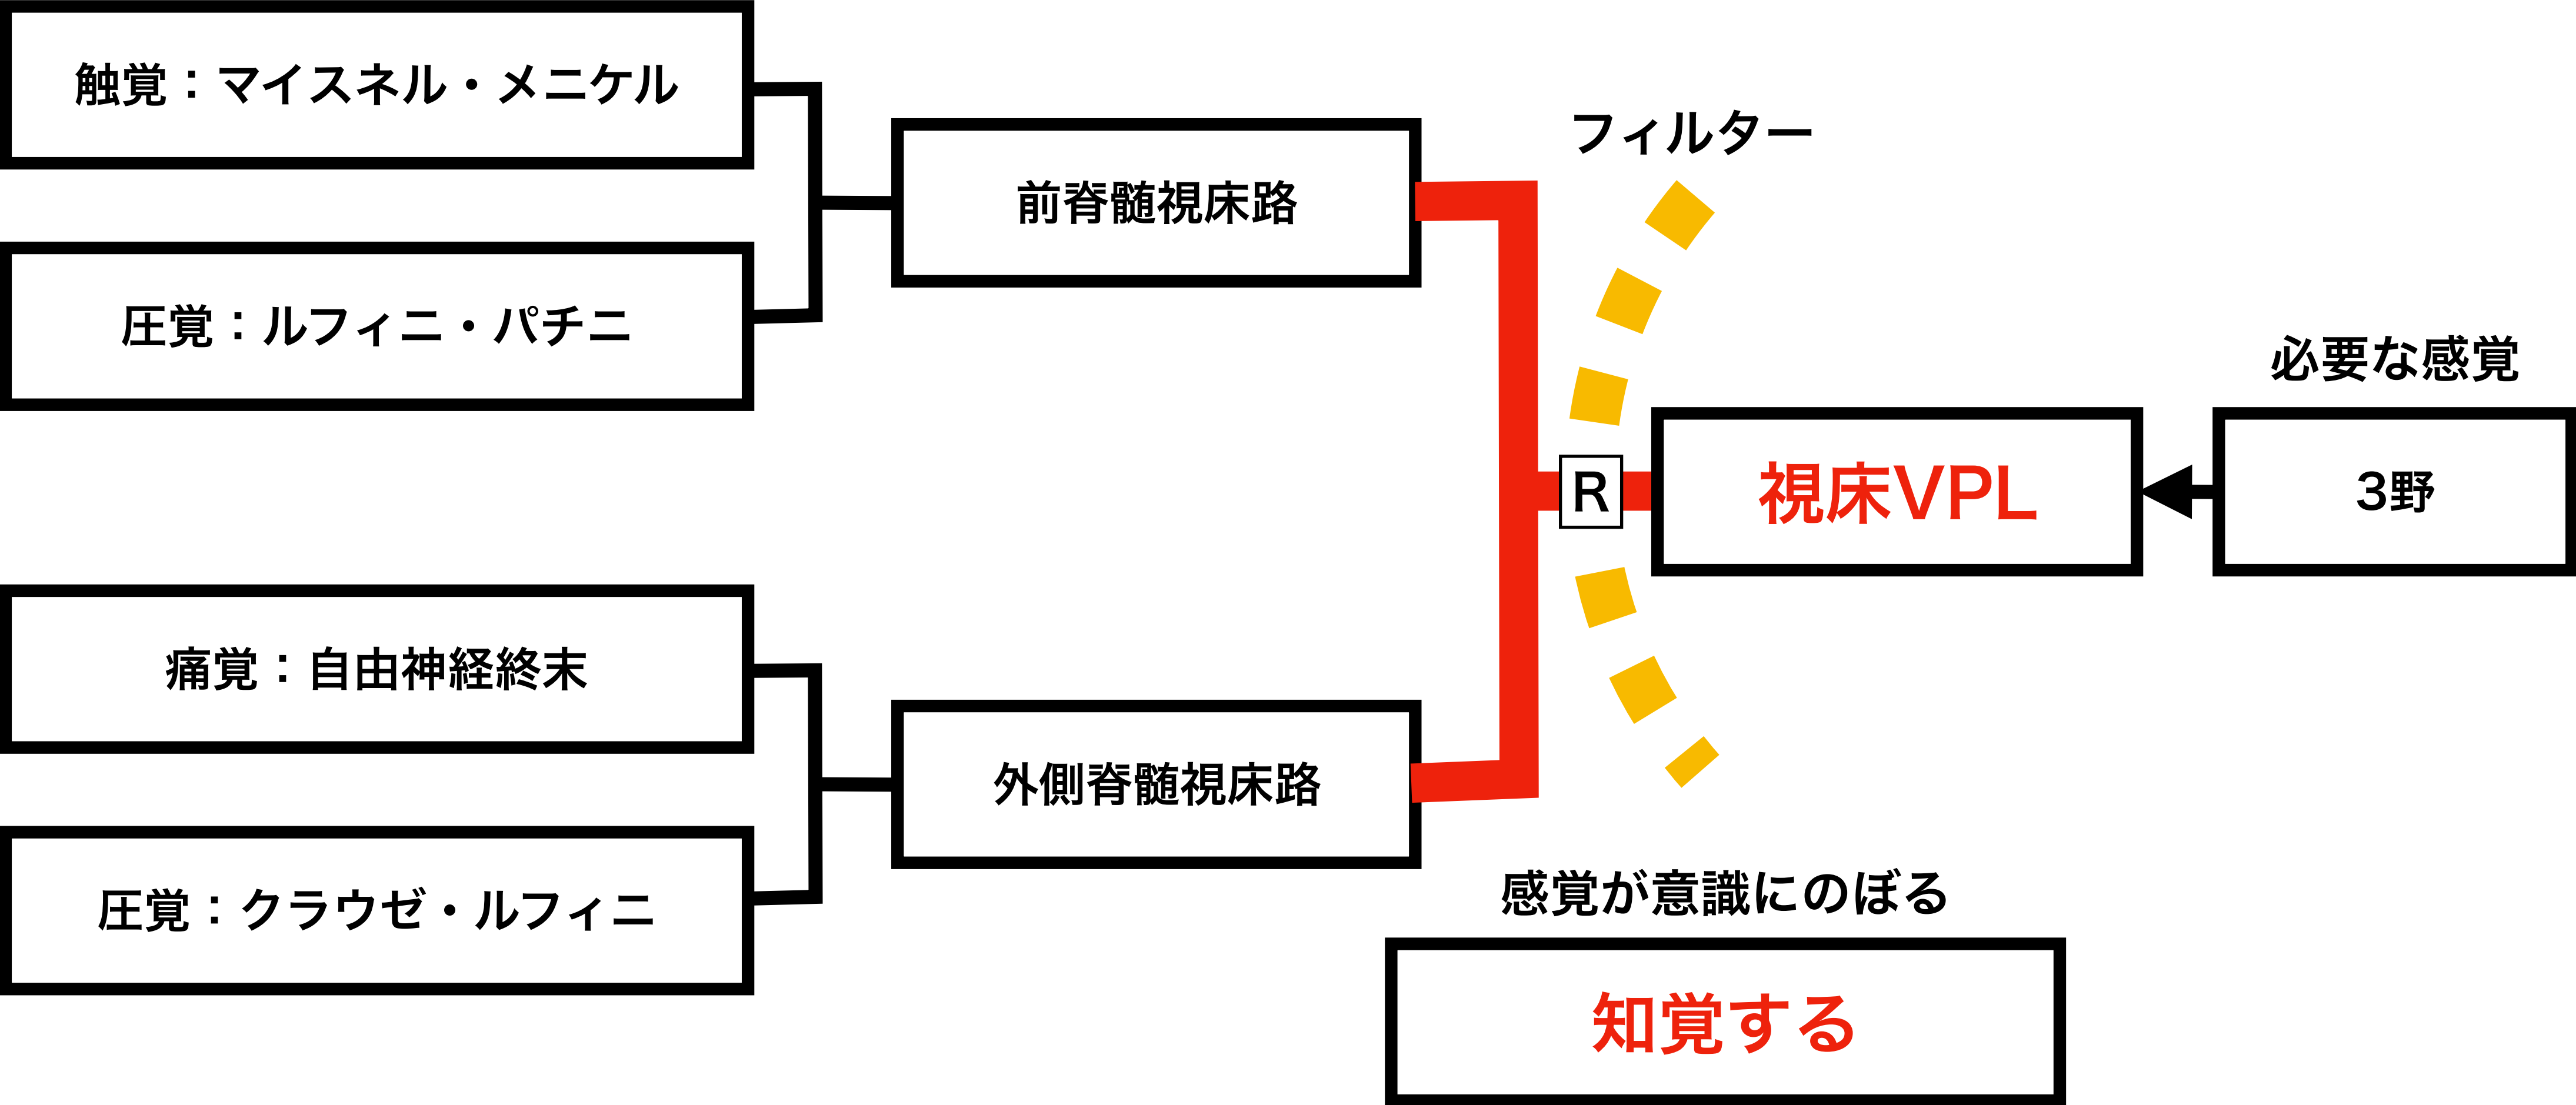 触覚：マイスネル・メニケル
圧覚：ルフィニ・パチニ
前脊髄視床路
痛覚：自由神経終末
圧覚：クラウゼ・ルフィニ
外側脊髄視床路
フィルター
R
視床VPL
必要な感覚
3野
感覚が意識にのぼる
知覚する